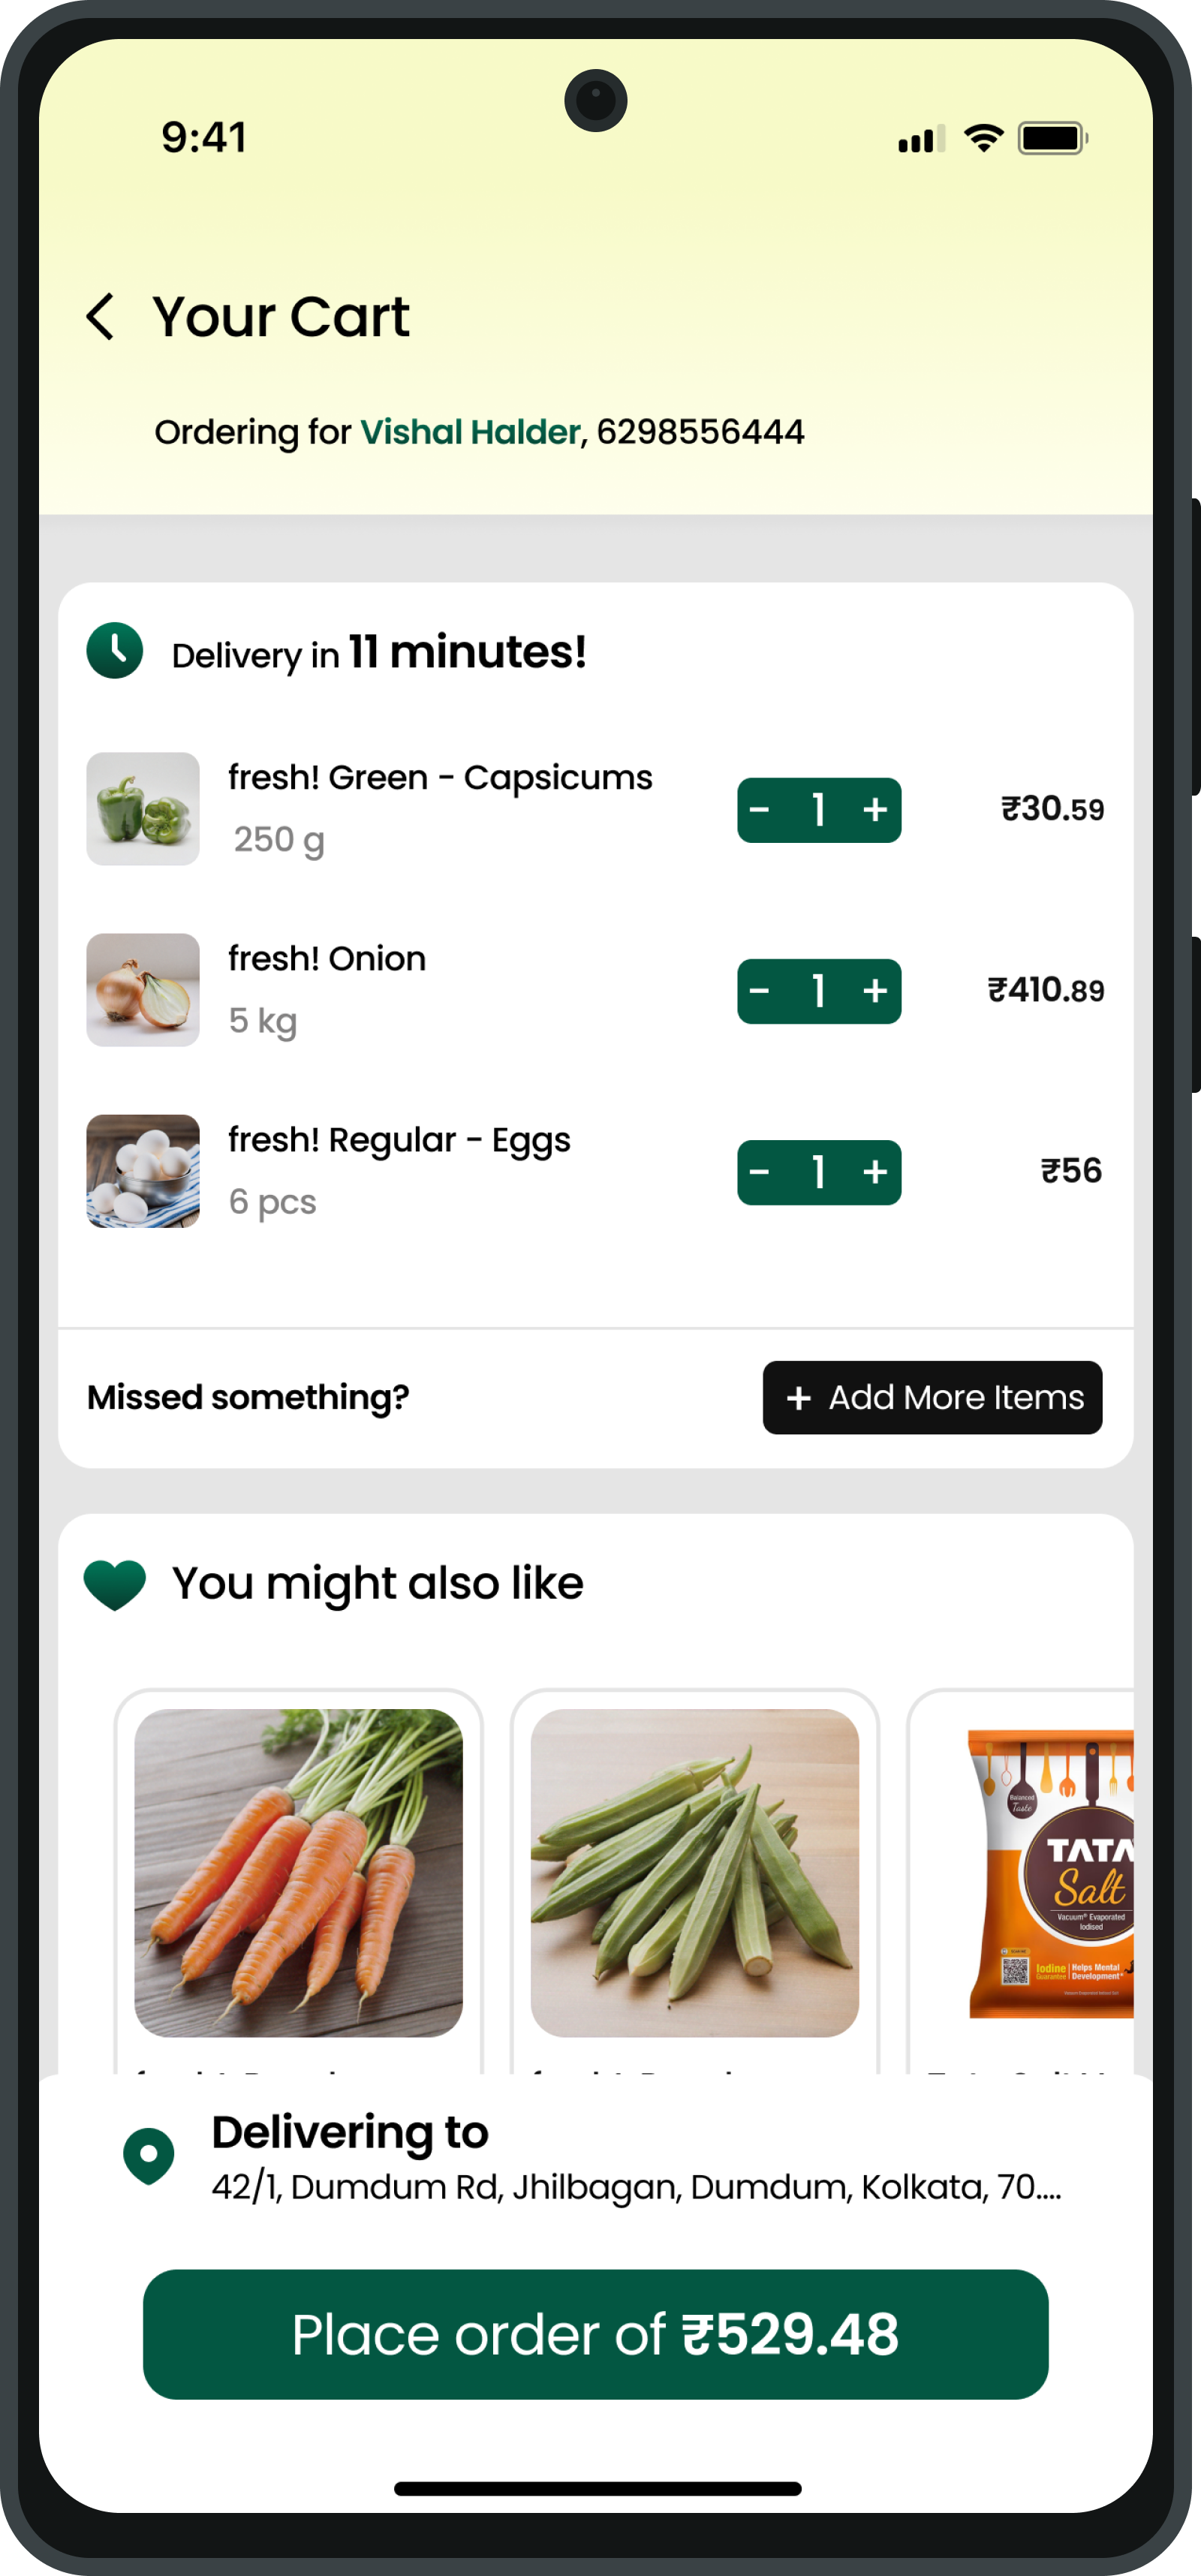 9:41
Your Cart
Ordering for Vishal Halder, 6298556444
Delivery in 11 minutes!
fresh! Green - Capsicums
250 g
- 1 +
₹30.59
fresh! Onion
5 kg
- 1 +
₹410.89
fresh! Regular - Eggs
6 pcs
- 1 +
₹56
Missed something?
+ Add More Items
You might also like
Balanced
Taste
TATA
Salt
Vacuum® Evaporated
Iodised
Iodine
Guarantee
Helps Mental
Development*
Delivering to
42/1, Dumdum Rd, Jhilbagan, Dumdum, Kolkata, 70....
Place order of ₹529.48